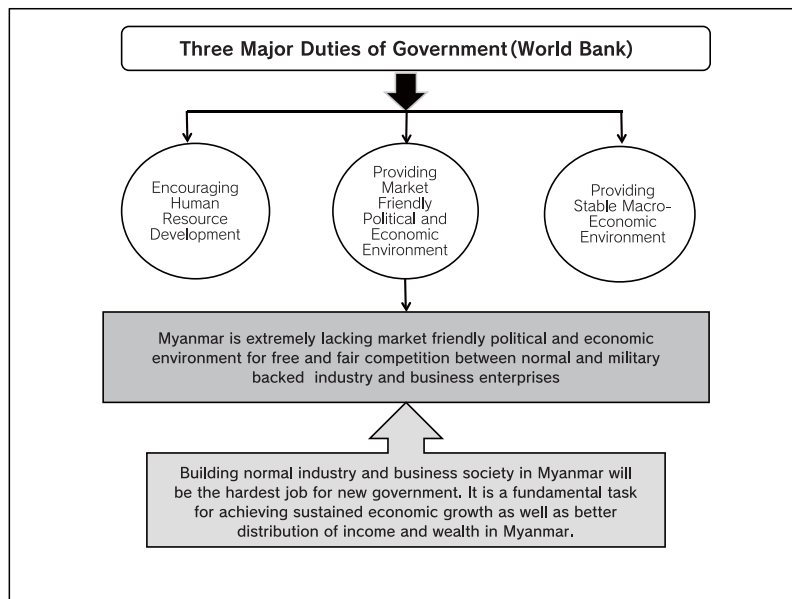 Three Major Duties of Government (World Bank)
Encouraging
Human
Resource
Development
Providing
Market
Friendly
Political and
Economic
Environment
Providing
Stable Macro-
Economic
Environment
Myanmar is extremely lacking market friendly political and economic
environment for free and fair competition between normal and military
backed industry and business enterprises
Building normal industry and business society in Myanmar will
be the hardest job for new government. It is a fundamental task
for achieving sustained economic growth as well as better
distribution of income and wealth in Myanmar.